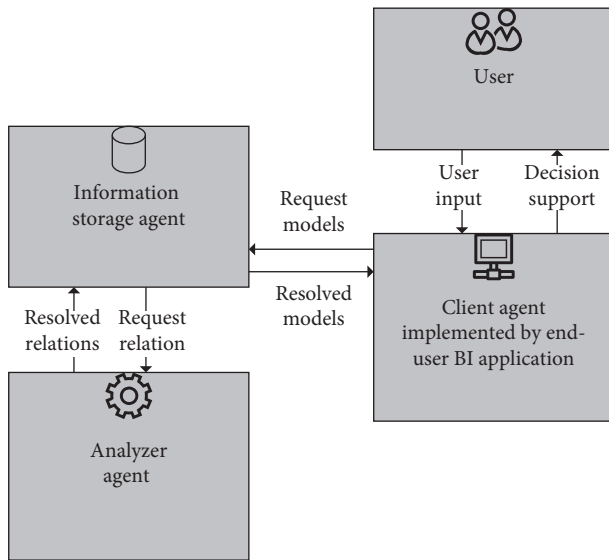 User
User
input
Decision
support
Information
storage agent
Request
models
Resolved
models
Client agent
implemented by end-
user BI application
Resolved
relations
Request
relation
Analyzer
agent